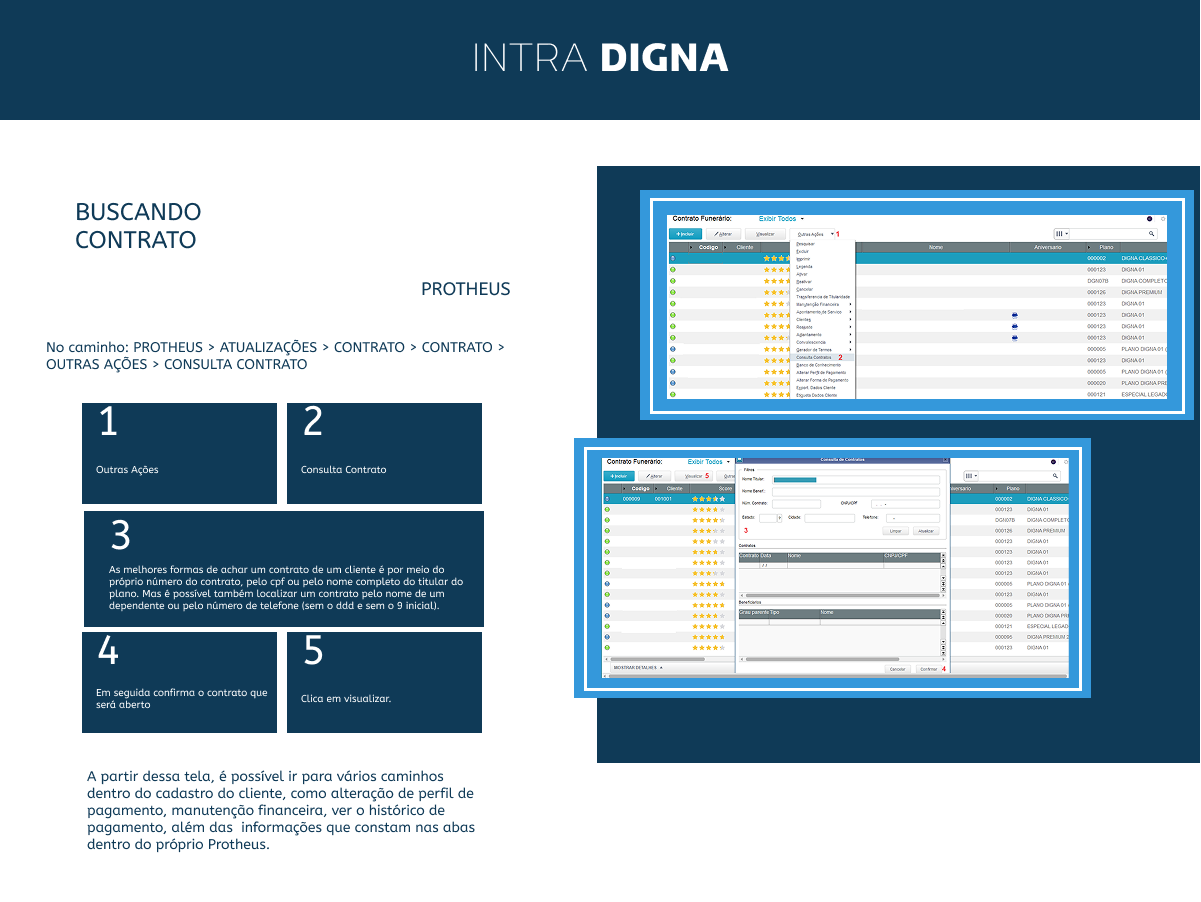 INTRA DIGNA
BUSCANDO
CONTRATO
PROTHEUS
No caminho: PROTHEUS > ATUALIZAÇÕES > CONTRATO > CONTRATO >
OUTRAS AÇÕES > CONSULTA CONTRATO
1
Outras Ações
2
Consulta Contrato
3
As melhores formas de achar um contrato de um cliente é por meio do
próprio número do contrato, pelo cpf ou pelo nome completo do titular do
plano. Mas é possível também localizar um contrato pelo nome de um
dependente ou pelo número de telefone (sem o ddd e sem o 9 inicial).
4
Em seguida confirma o contrato que
será aberto
5
Clica em visualizar.
A partir dessa tela, é possível ir para vários caminhos
dentro do cadastro do cliente, como alteração de perfil de
pagamento, manutenção financeira, ver o histórico de
pagamento, além das  informações que constam nas abas
dentro do próprio Protheus.
Contrato Funerário: Exibir Todos
+ Incluir Alterar Visualizar Outras Ações 1
Codigo Cliente Nome Aniversario Plano
Pesquisar
Excluir
Imprimir
Legenda
Ativar
Reativar
Cancelar
Transferencia de Titularidade
Manutenção Financeira
Apontamento de Servico
Clientes
Reajuste
Agendamento
Convalescencia
Gerador de Termos
Consulta Contratos 2
Banco de Conhecimento
Alterar Perfil de Pagamento
Alterar Forma de Pagamento
Export. Dados Cliente
Etiqueta Dados Cliente
000002 DIGNA CLASSICO
000123 DIGNA 01
DGN07B DIGNA COMPLETO
000126 DIGNA PREMIUM
000123 DIGNA 01
000123 DIGNA 01
000123 DIGNA 01
000123 DIGNA 01
000005 PLANO DIGNA 01
000123 DIGNA 01
000005 PLANO DIGNA 01
000020 PLANO DIGNA PRE
000121 ESPECIAL LEGADO
Contrato Funerário: Exibir Todos
+ Incluir Alterar Visualizar 5
Codigo Cliente Score
000009 001001
Consulta de Contratos
Filtros
Nome Titular:
Nome Benef.:
Núm. Contrato: CNPJ/CPF
Estado: Cidade: Telefone:
3 Limpar Atualizar
Contratos
Contrato Data Nome CNPJ/CPF
/ /
Beneficiarios
Grau parente Tipo Nome
Cancelar Confirmar 4
Plano
000002 DIGNA CLASSICO
000123 DIGNA 01
DGN07B DIGNA COMPLETO
000126 DIGNA PREMIUM
000123 DIGNA 01
000123 DIGNA 01
000123 DIGNA 01
000123 DIGNA 01
000005 PLANO DIGNA 01
000123 DIGNA 01
000005 PLANO DIGNA 01
000020 PLANO DIGNA PRE
000121 ESPECIAL LEGAD
000095 DIGNA PREMIUM 2
000123 DIGNA 01
MOSTRAR DETALHES